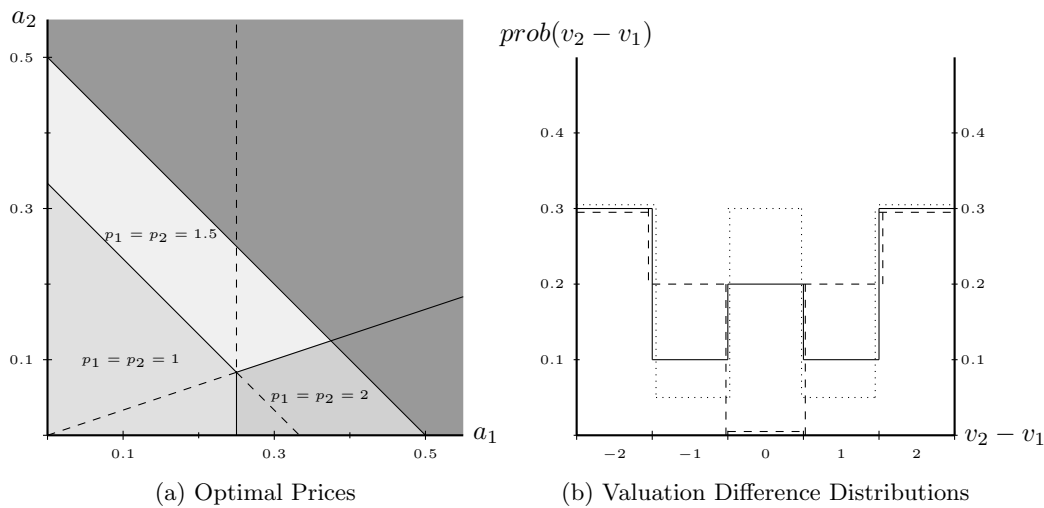 a₂
0.5
0.3
0.1
p₁ = p₂ = 1.5
p₁ = p₂ = 1
p₁ = p₂ = 2
0.1
0.3
0.5
a₁
(a) Optimal Prices
prob(v₂ − v₁)
0.4
0.3
0.2
0.1
0.4
0.3
0.2
0.1
−2
−1
0
1
2
v₂ − v₁
(b) Valuation Difference Distributions